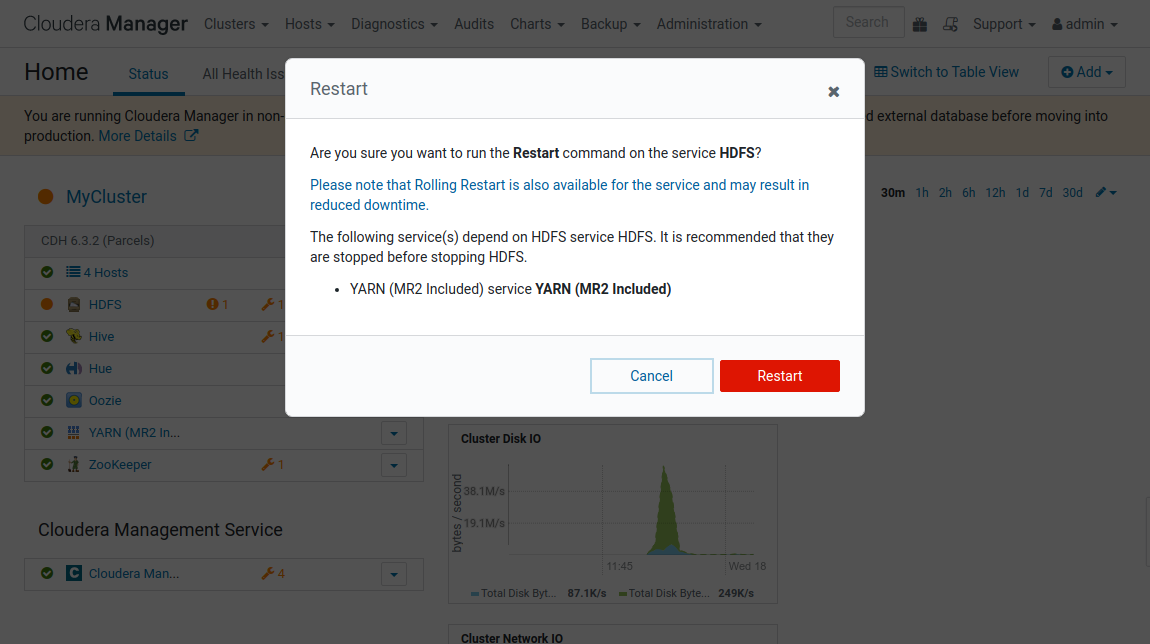 Cloudera Manager Clusters Hosts Diagnostics Audits Charts Backup Administration Search Support admin
Home Status All Health Iss Switch to Table View Add
You are running Cloudera Manager in non- d external database before moving into
production. More Details
Restart
Are you sure you want to run the Restart command on the service HDFS?
Please note that Rolling Restart is also available for the service and may result in
reduced downtime.
The following service(s) depend on HDFS service HDFS. It is recommended that they
are stopped before stopping HDFS.
• YARN (MR2 Included) service YARN (MR2 Included)
Cancel Restart
MyCluster
30m 1h 2h 6h 12h 1d 7d 30d
CDH 6.3.2 (Parcels)
4 Hosts
HDFS 1 1
Hive 1
Hue
Oozie
YARN (MR2 In...
ZooKeeper 1
Cloudera Management Service
C Cloudera Man... 4
Cluster Disk IO
bytes / second
38.1M/s
19.1M/s
11:45 Wed 18
Total Disk Byt... 87.1K/s Total Disk Byte... 249K/s
Cluster Network IO